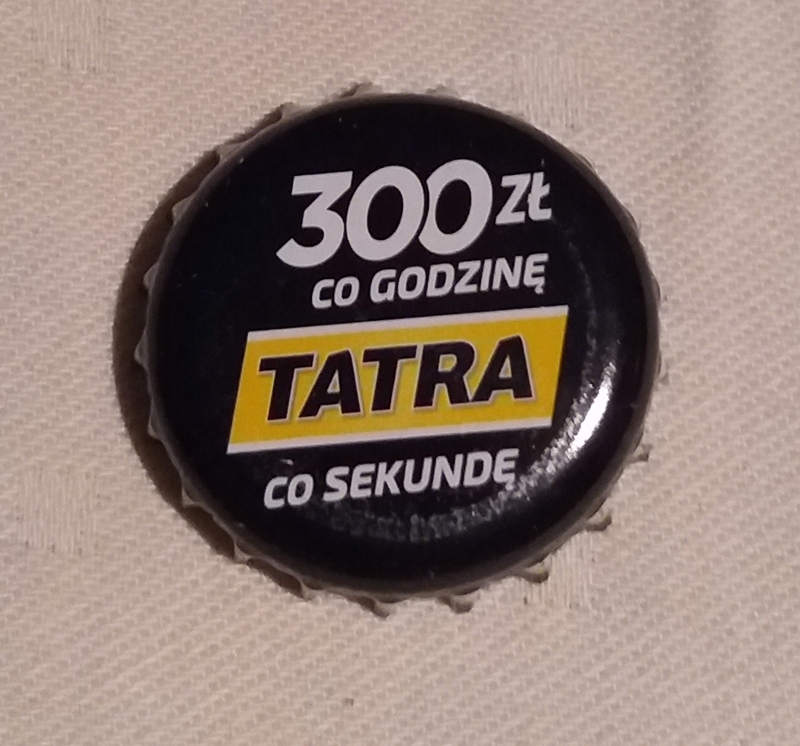 300 ZŁ
CO GODZINĘ
TATRA
CO SEKUNDĘ